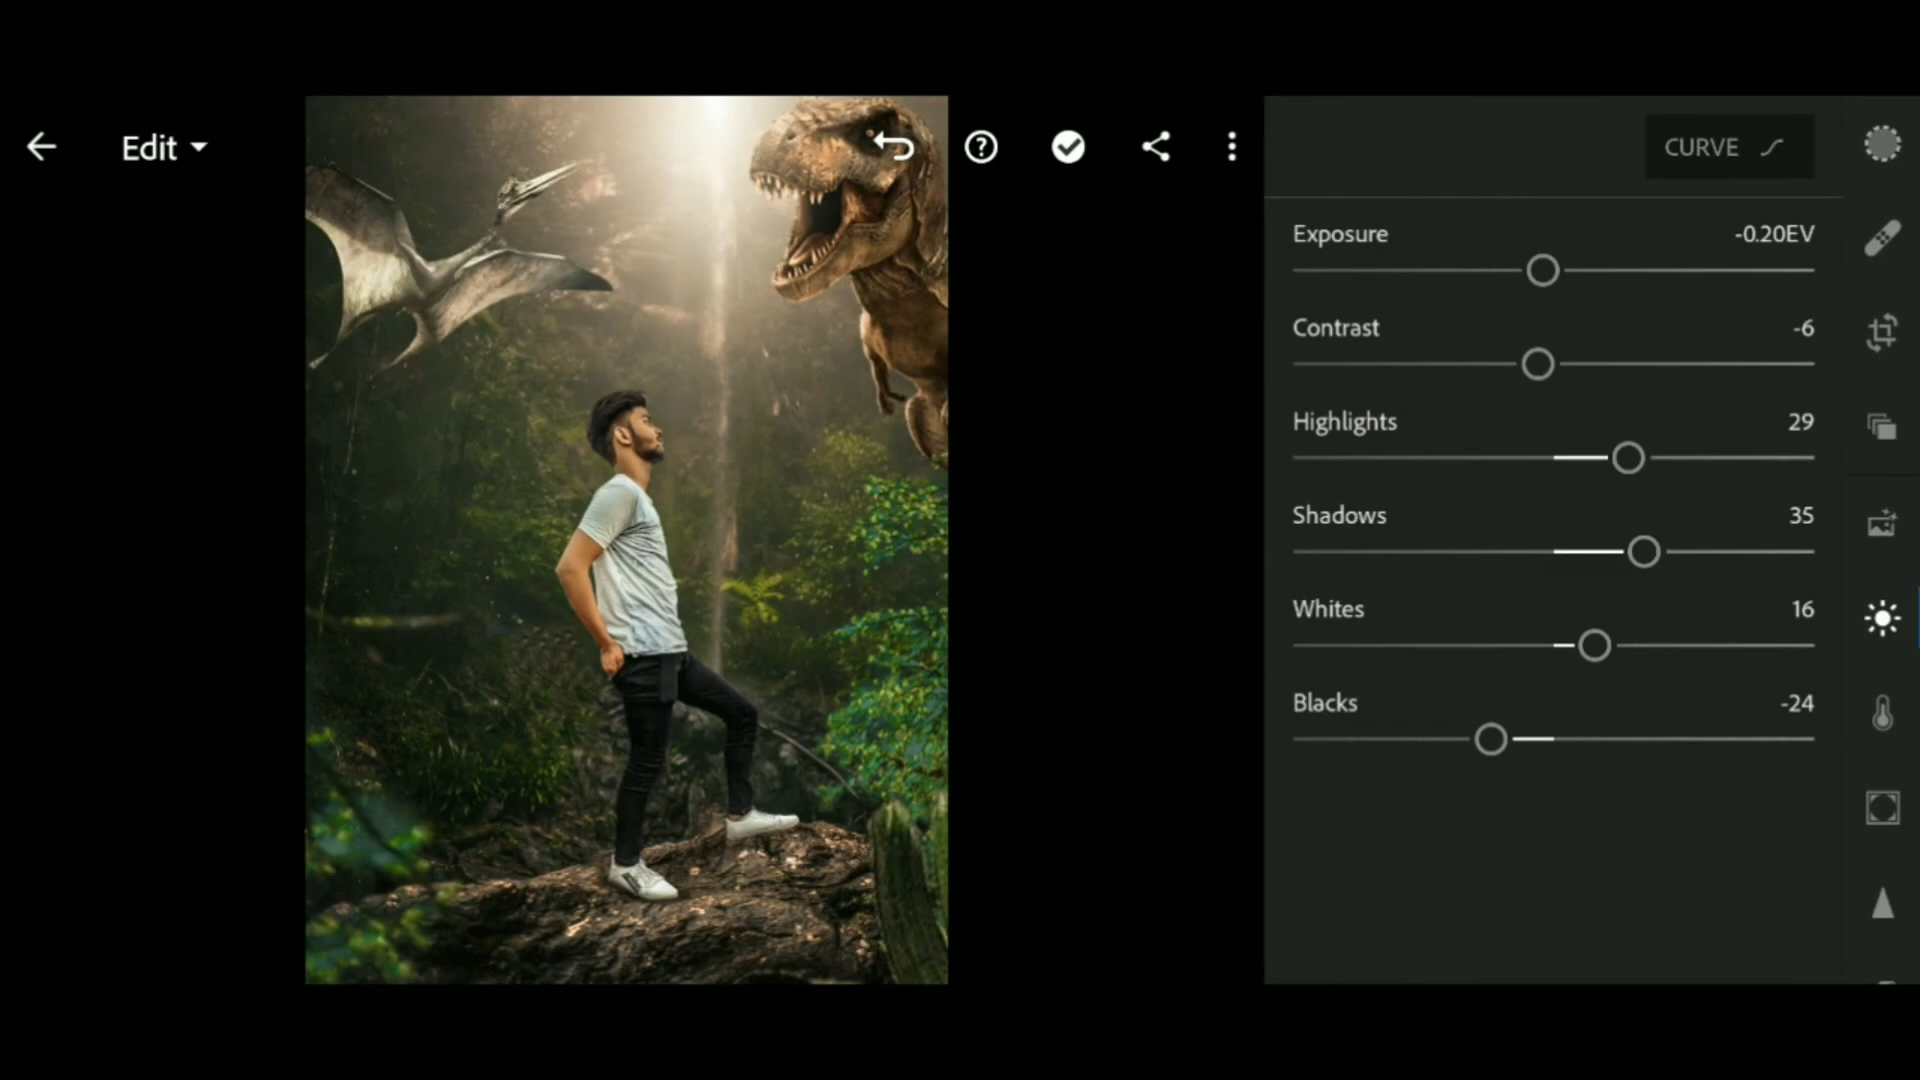 Edit
CURVE
Exposure -0.20EV
Contrast -6
Highlights 29
Shadows 35
Whites 16
Blacks -24